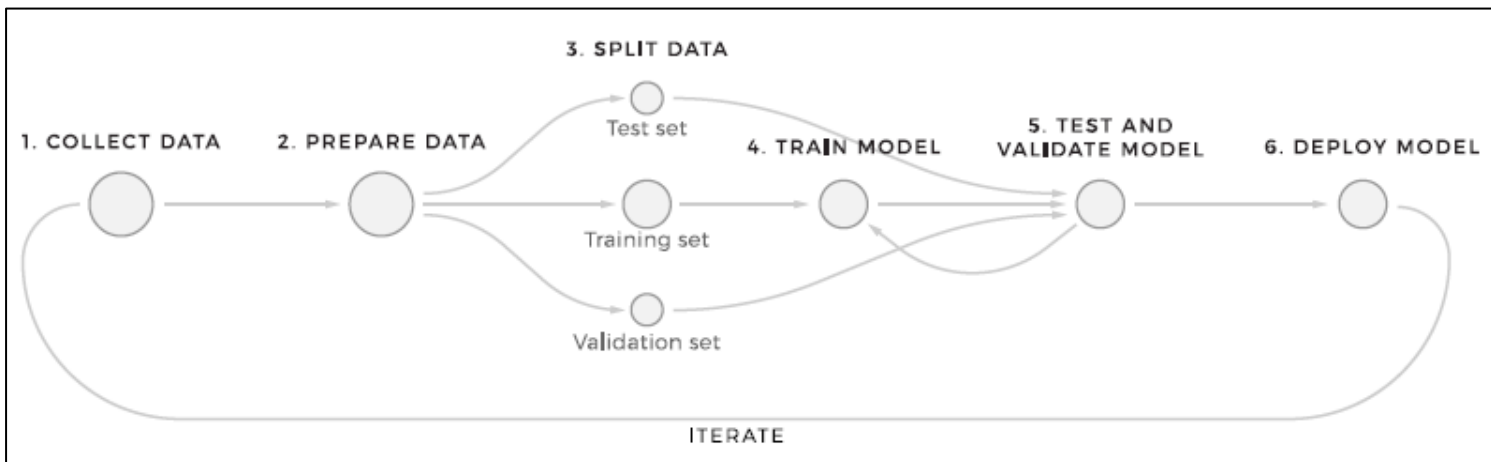 3. SPLIT DATA
Test set
1. COLLECT DATA
2. PREPARE DATA
4. TRAIN MODEL
5. TEST AND
VALIDATE MODEL
6. DEPLOY MODEL
Training set
Validation set
ITERATE